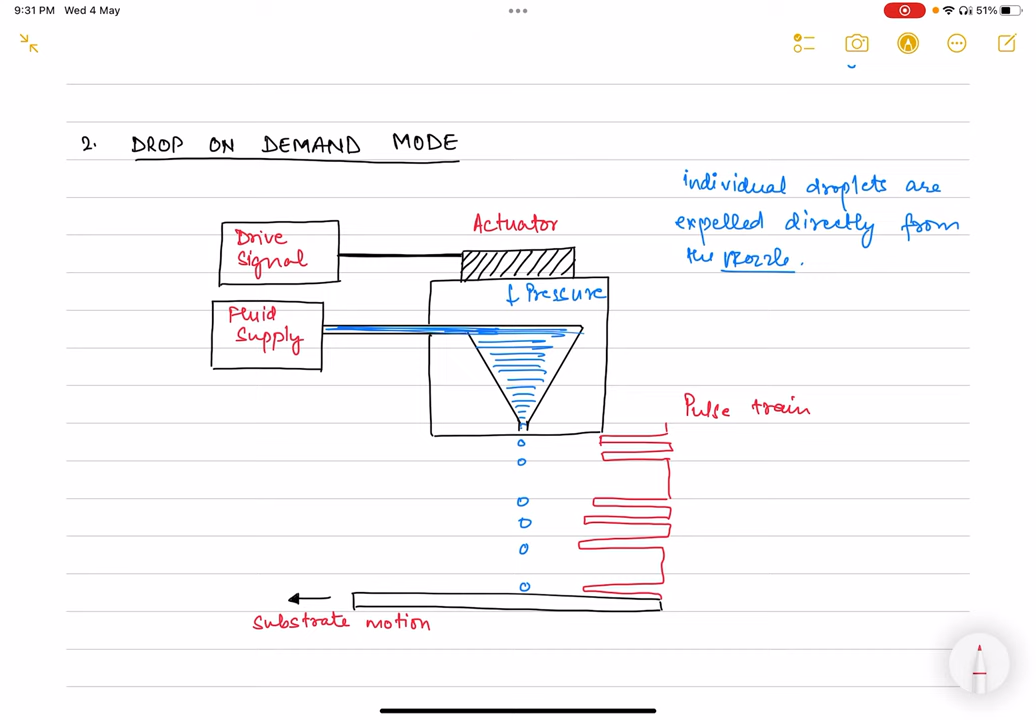 9:31 PM Wed 4 May
51%
2. DROP ON DEMAND MODE
individual droplets are
expelled directly from
the Nozzle.
Actuator
Drive
Signal
Pressure
Fluid
Supply
Pulse train
substrate motion